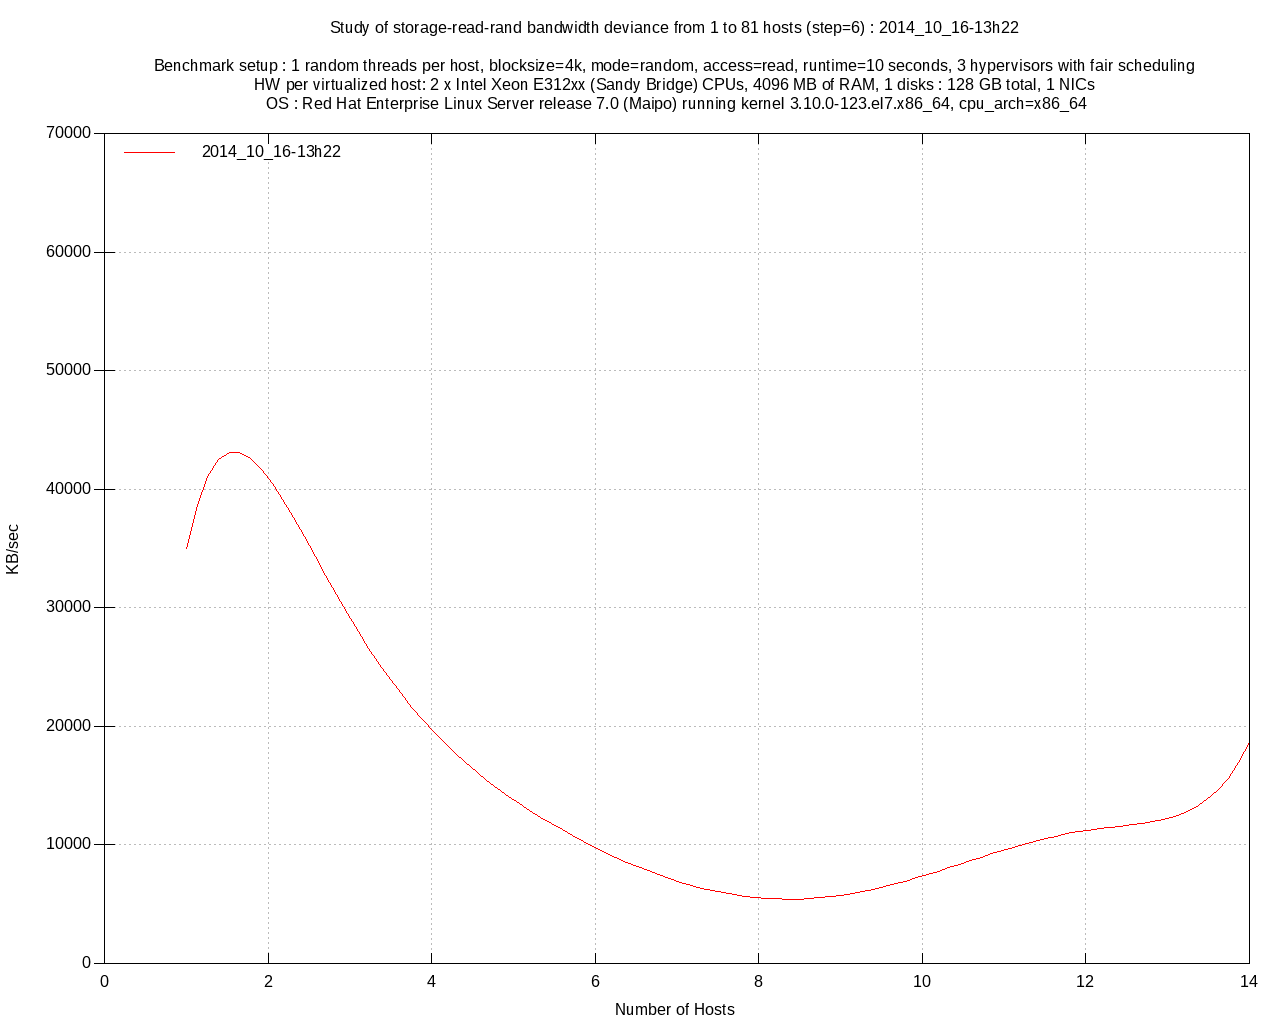 Study of storage-read-rand bandwidth deviance from 1 to 81 hosts (step=6) : 2014_10_16-13h22
Benchmark setup : 1 random threads per host, blocksize=4k, mode=random, access=read, runtime=10 seconds, 3 hypervisors with fair scheduling
HW per virtualized host: 2 x Intel Xeon E312xx (Sandy Bridge) CPUs, 4096 MB of RAM, 1 disks : 128 GB total, 1 NICs
OS : Red Hat Enterprise Linux Server release 7.0 (Maipo) running kernel 3.10.0-123.el7.x86_64, cpu_arch=x86_64
70000
2014_10_16-13h22
60000
50000
40000
KB/sec
30000
20000
10000
0
0 2 4 6 8 10 12 14
Number of Hosts